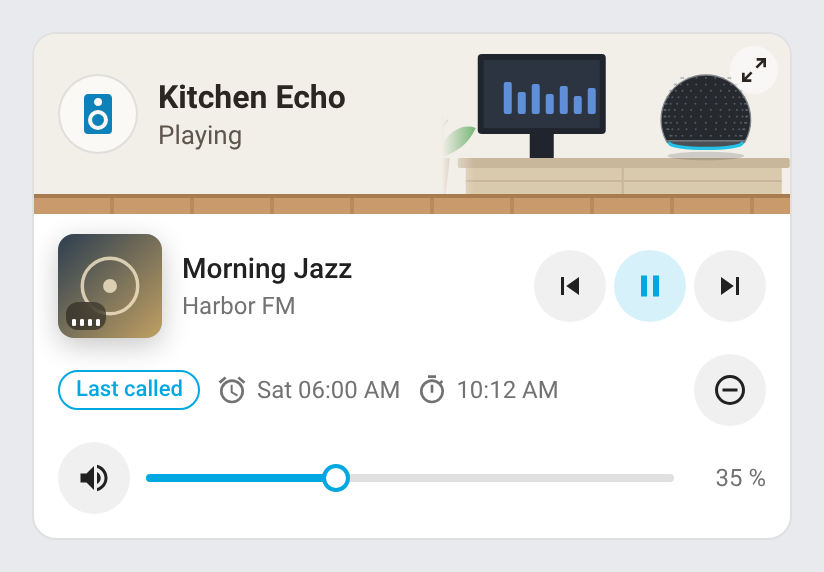 Kitchen Echo
Playing
Morning Jazz
Harbor FM
Last called Sat 06:00 AM 10:12 AM
35 %